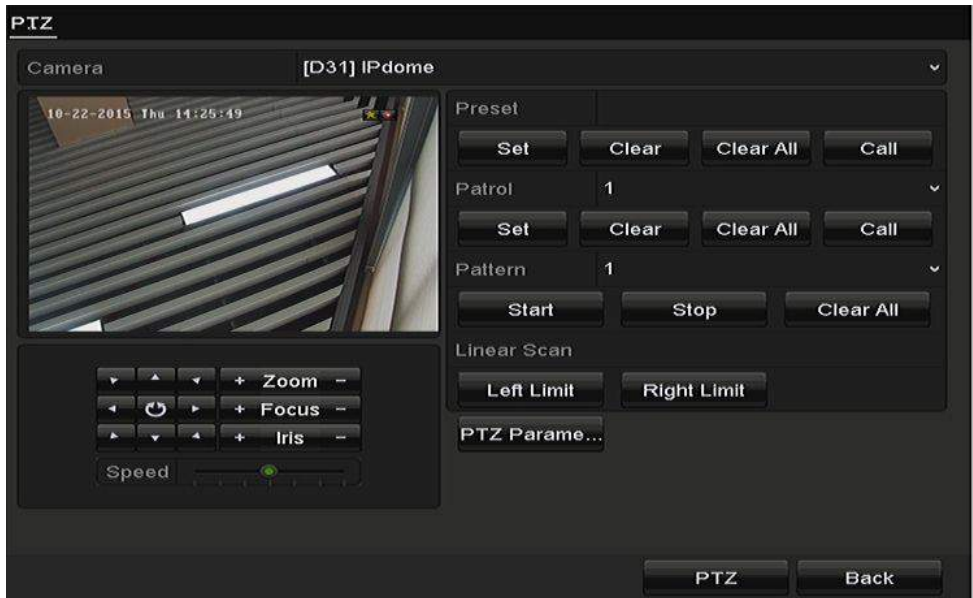 PTZ
Camera [D31] IPdome
10-22-2015 Thu 14:25:49
Preset
Set Clear Clear All Call
Patrol 1
Set Clear Clear All Call
Pattern 1
Start Stop Clear All
Linear Scan
Left Limit Right Limit
PTZ Parame...
+ Zoom -
+ Focus -
+ Iris -
Speed
PTZ Back